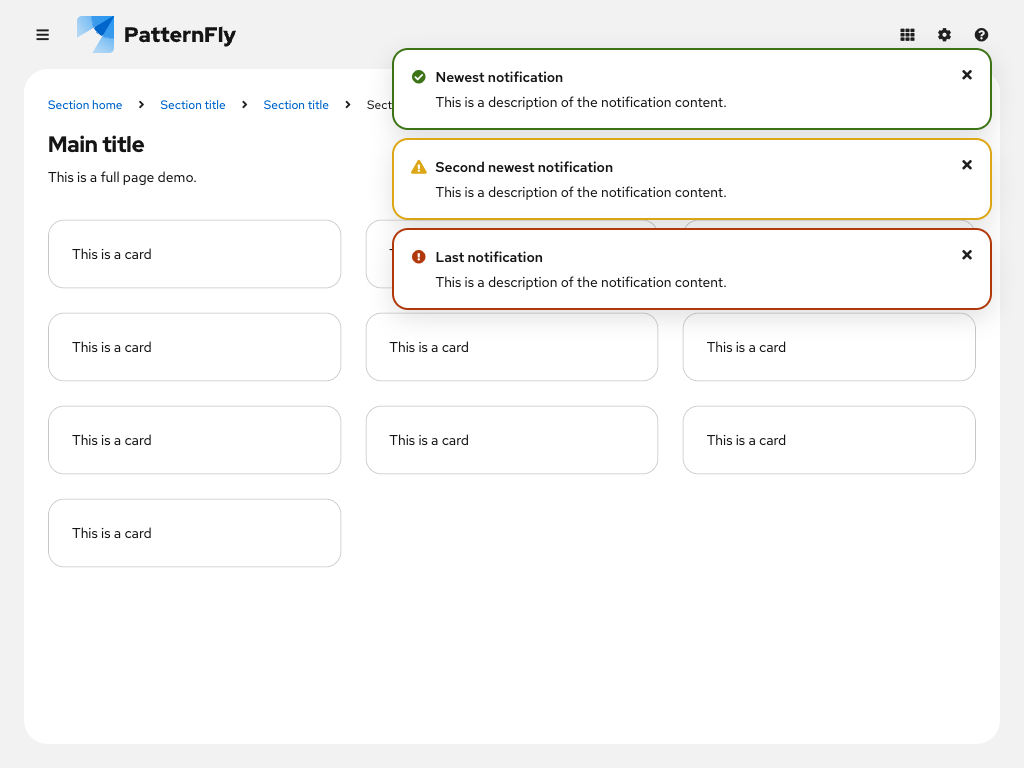 PatternFly
Section home Section title Section title
Main title
This is a full page demo.
Newest notification
This is a description of the notification content.
Second newest notification
This is a description of the notification content.
Last notification
This is a description of the notification content.
This is a card
This is a card This is a card This is a card
This is a card This is a card This is a card
This is a card